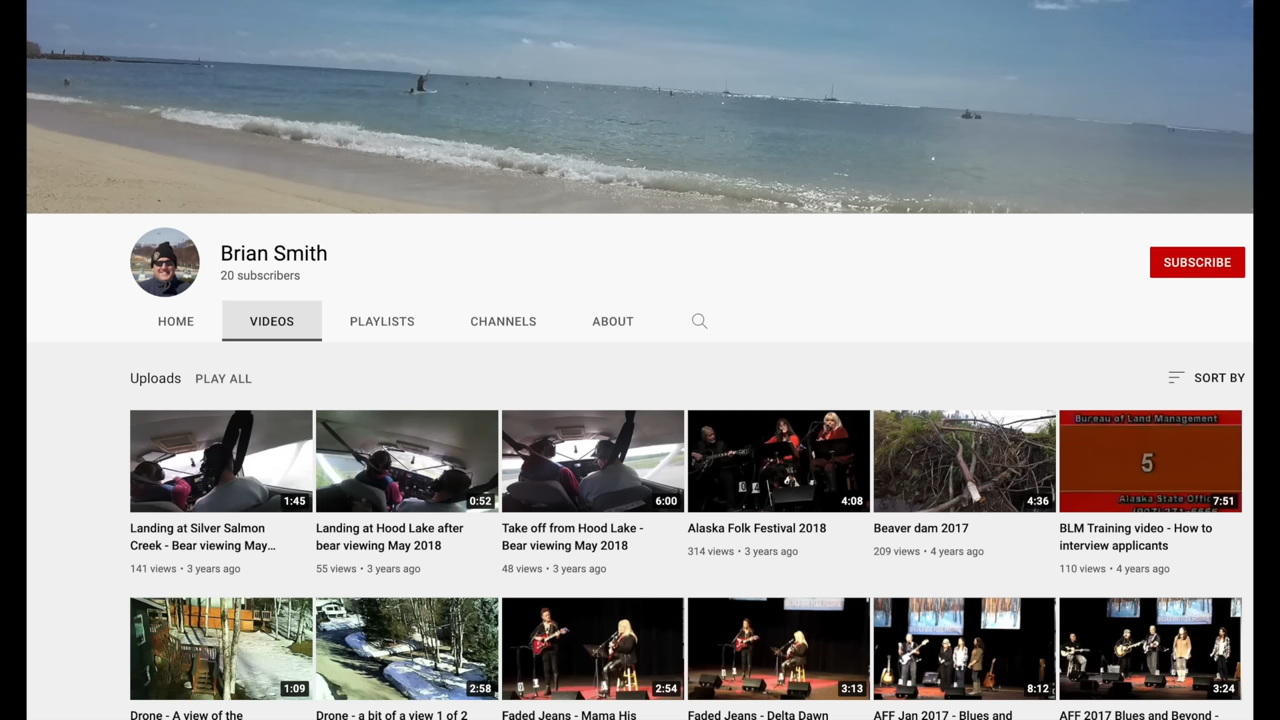 Brian Smith
20 subscribers
SUBSCRIBE
HOME VIDEOS PLAYLISTS CHANNELS ABOUT
Uploads PLAY ALL SORT BY
1:45 0:52 6:00 4:08 4:36
Bureau of Land Management
5
Alaska State Offic 7:51
Landing at Silver Salmon
Creek - Bear viewing May...
141 views • 3 years ago
Landing at Hood Lake after
bear viewing May 2018
55 views • 3 years ago
Take off from Hood Lake -
Bear viewing May 2018
48 views • 3 years ago
Alaska Folk Festival 2018
314 views • 3 years ago
Beaver dam 2017
209 views • 4 years ago
BLM Training video - How to
interview applicants
110 views • 4 years ago
1:09 2:58 2:54 3:13 8:12 3:24
Drone - A view of the
Drone - a bit of a view 1 of 2
Faded Jeans - Mama His
Faded Jeans - Delta Dawn
AFF Jan 2017 - Blues and
AFF 2017 Blues and Beyond -